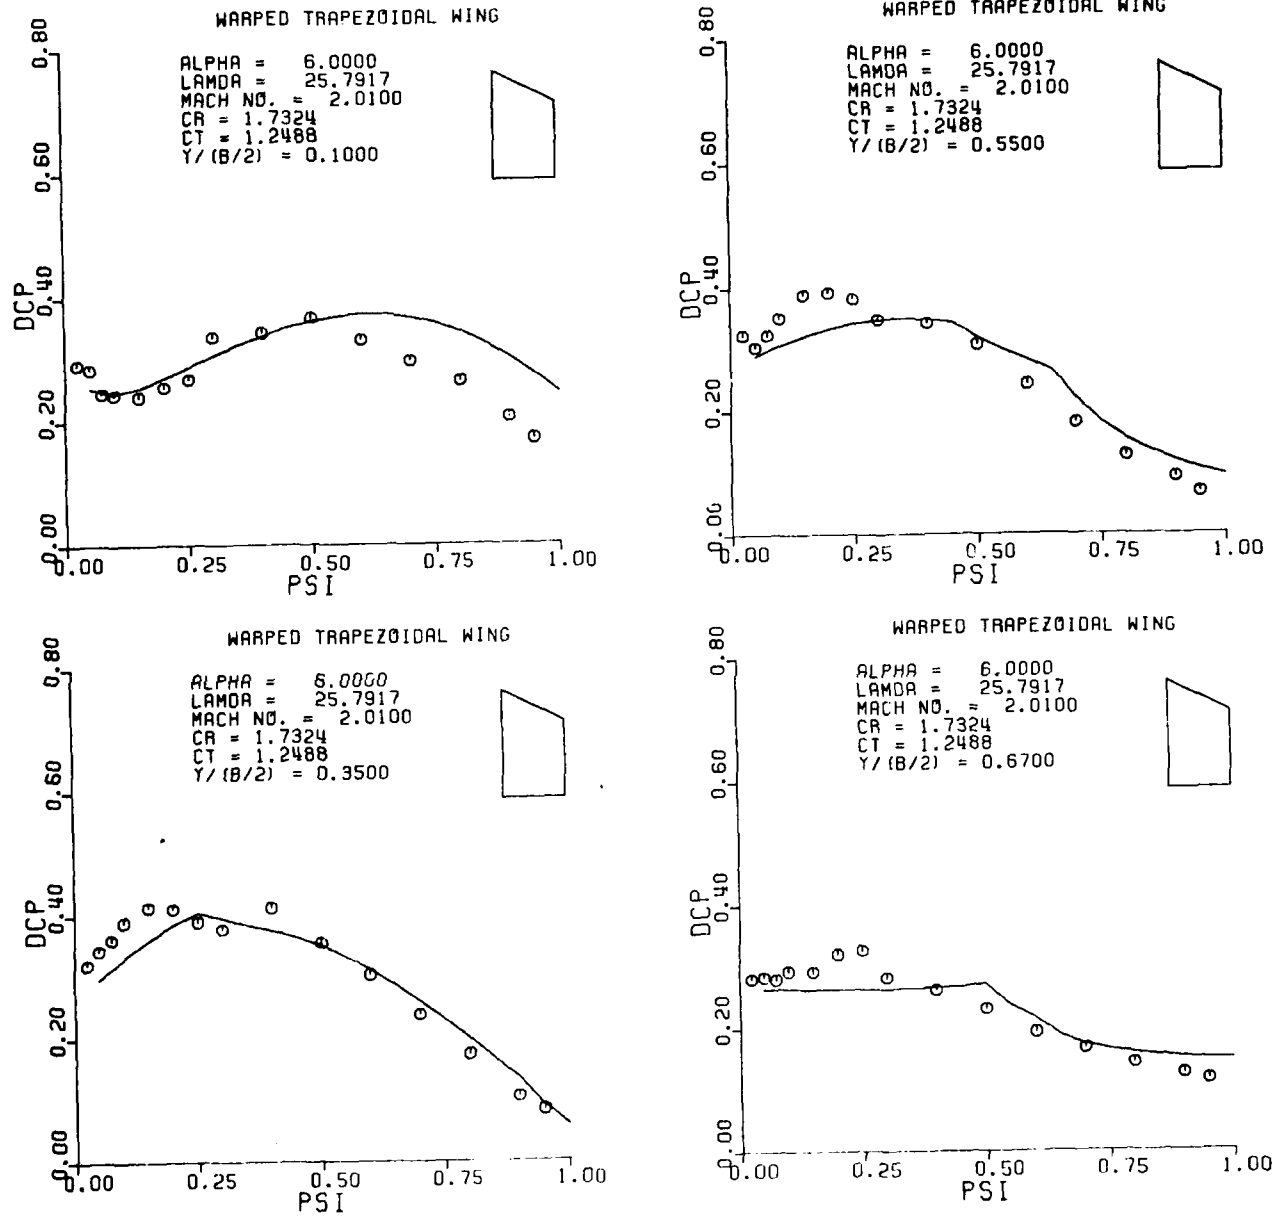 WARPED TRAPEZOIDAL WING
ALPHA = 6.0000
LAMDA = 25.7917
MACH NO. = 2.0100
CR = 1.7324
CT = 1.2488
Y/(B/2) = 0.1000
0.80
0.60
0.40
0.20
0.00
DCP
0.00 0.25 0.50 0.75 1.00
PSI
WARPED TRAPEZOIDAL WING
ALPHA = 6.0000
LAMDA = 25.7917
MACH NO. = 2.0100
CR = 1.7324
CT = 1.2488
Y/(B/2) = 0.5500
0.80
0.60
0.40
0.20
0.00
DCP
0.00 0.25 0.50 0.75 1.00
PSI
WARPED TRAPEZOIDAL WING
ALPHA = 6.0000
LAMDA = 25.7917
MACH NO. = 2.0100
CR = 1.7324
CT = 1.2488
Y/(B/2) = 0.3500
0.80
0.60
0.40
0.20
0.00
DCP
0.00 0.25 0.50 0.75 1.00
PSI
WARPED TRAPEZOIDAL WING
ALPHA = 6.0000
LAMDA = 25.7917
MACH NO. = 2.0100
CR = 1.7324
CT = 1.2488
Y/(B/2) = 0.6700
0.80
0.60
0.40
0.20
0.00
DCP
0.00 0.25 0.50 0.75 1.00
PSI